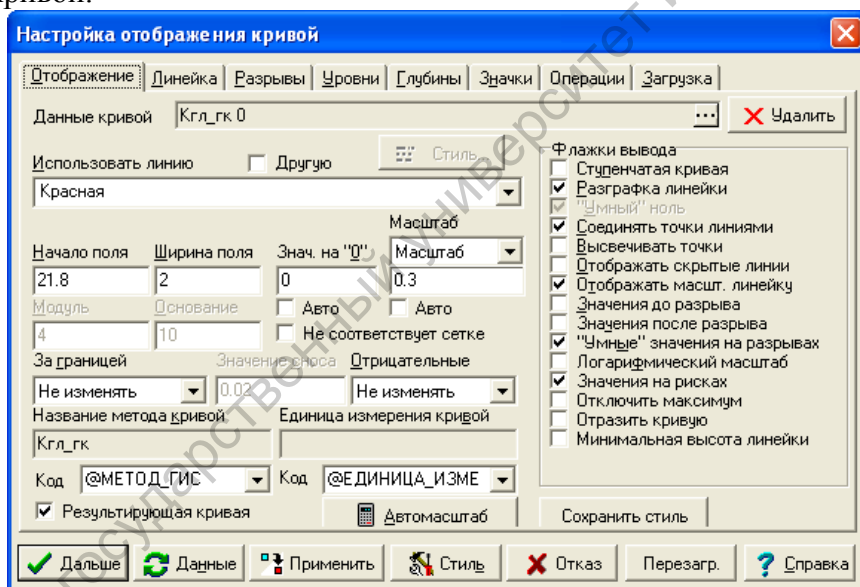 кривой.
Настройка отображения кривой
Отображение Линейка Разрывы Уровни Глубины Значки Операции Загрузка
Данные кривой Кгл_гк 0 ... Удалить
Использовать линию Другую Стиль...
Красная
Масштаб
Начало поля Ширина поля Знач. на "0" Масштаб
21.8 2 0 0.3
Модуль Основание Авто Авто
4 10 Не соответствует сетке
За границей Значение сноса Отрицательные
Не изменять 0.02 Не изменять
Название метода кривой Единица измерения кривой
Кгл_гк
Код @МЕТОД_ГИС Код @ЕДИНИЦА_ИЗМЕ
Результирующая кривая Автомасштаб Сохранить стиль
Флажки вывода
Ступенчатая кривая
Разграфка линейки
"Умный" ноль
Соединять точки линиями
Высвечивать точки
Отображать скрытые линии
Отображать масшт. линейку
Значения до разрыва
Значения после разрыва
"Умные" значения на разрывах
Логарифмический масштаб
Значения на рисках
Отключить максимум
Отразить кривую
Минимальная высота линейки
Дальше Данные Применить Стиль Отказ Перезагр. Справка
государственный университет